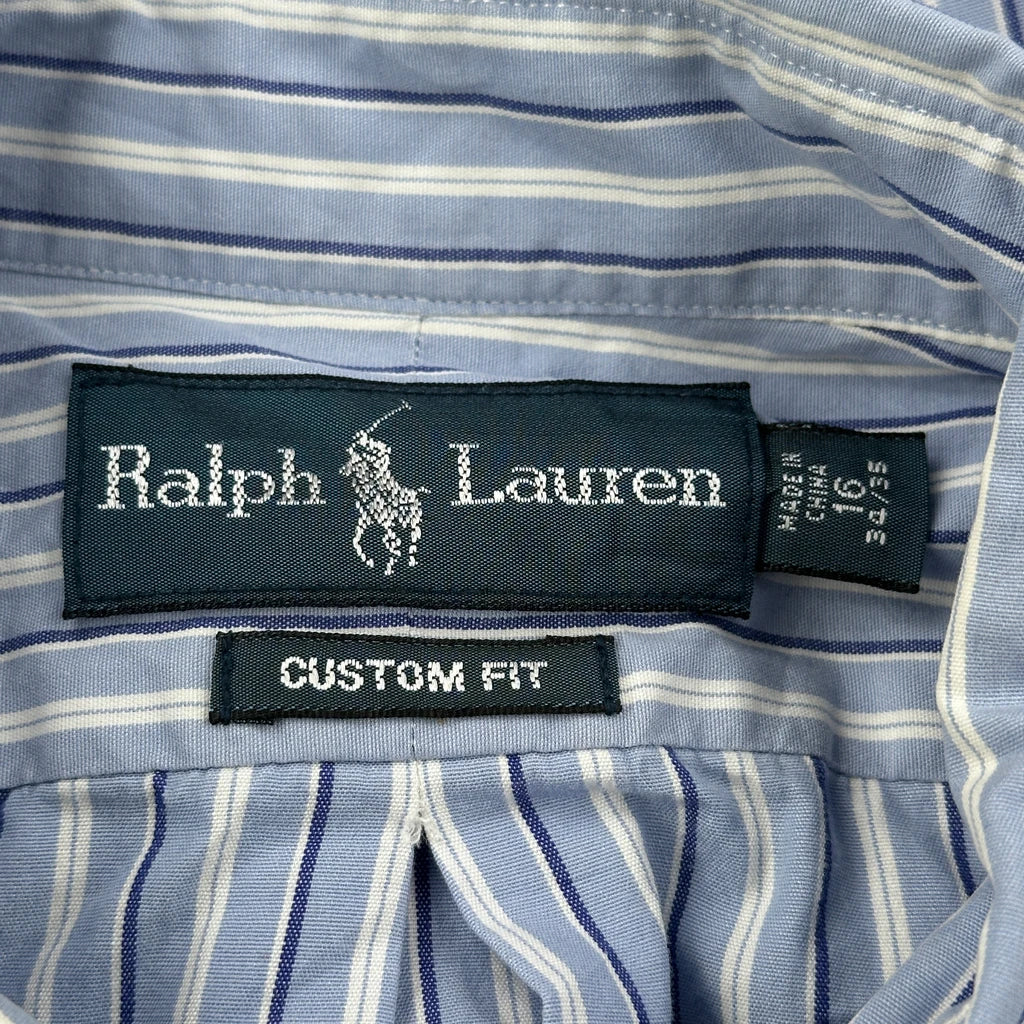 Ralph Lauren
MADE IN
CHINA
16
34/35
CUSTOM FIT